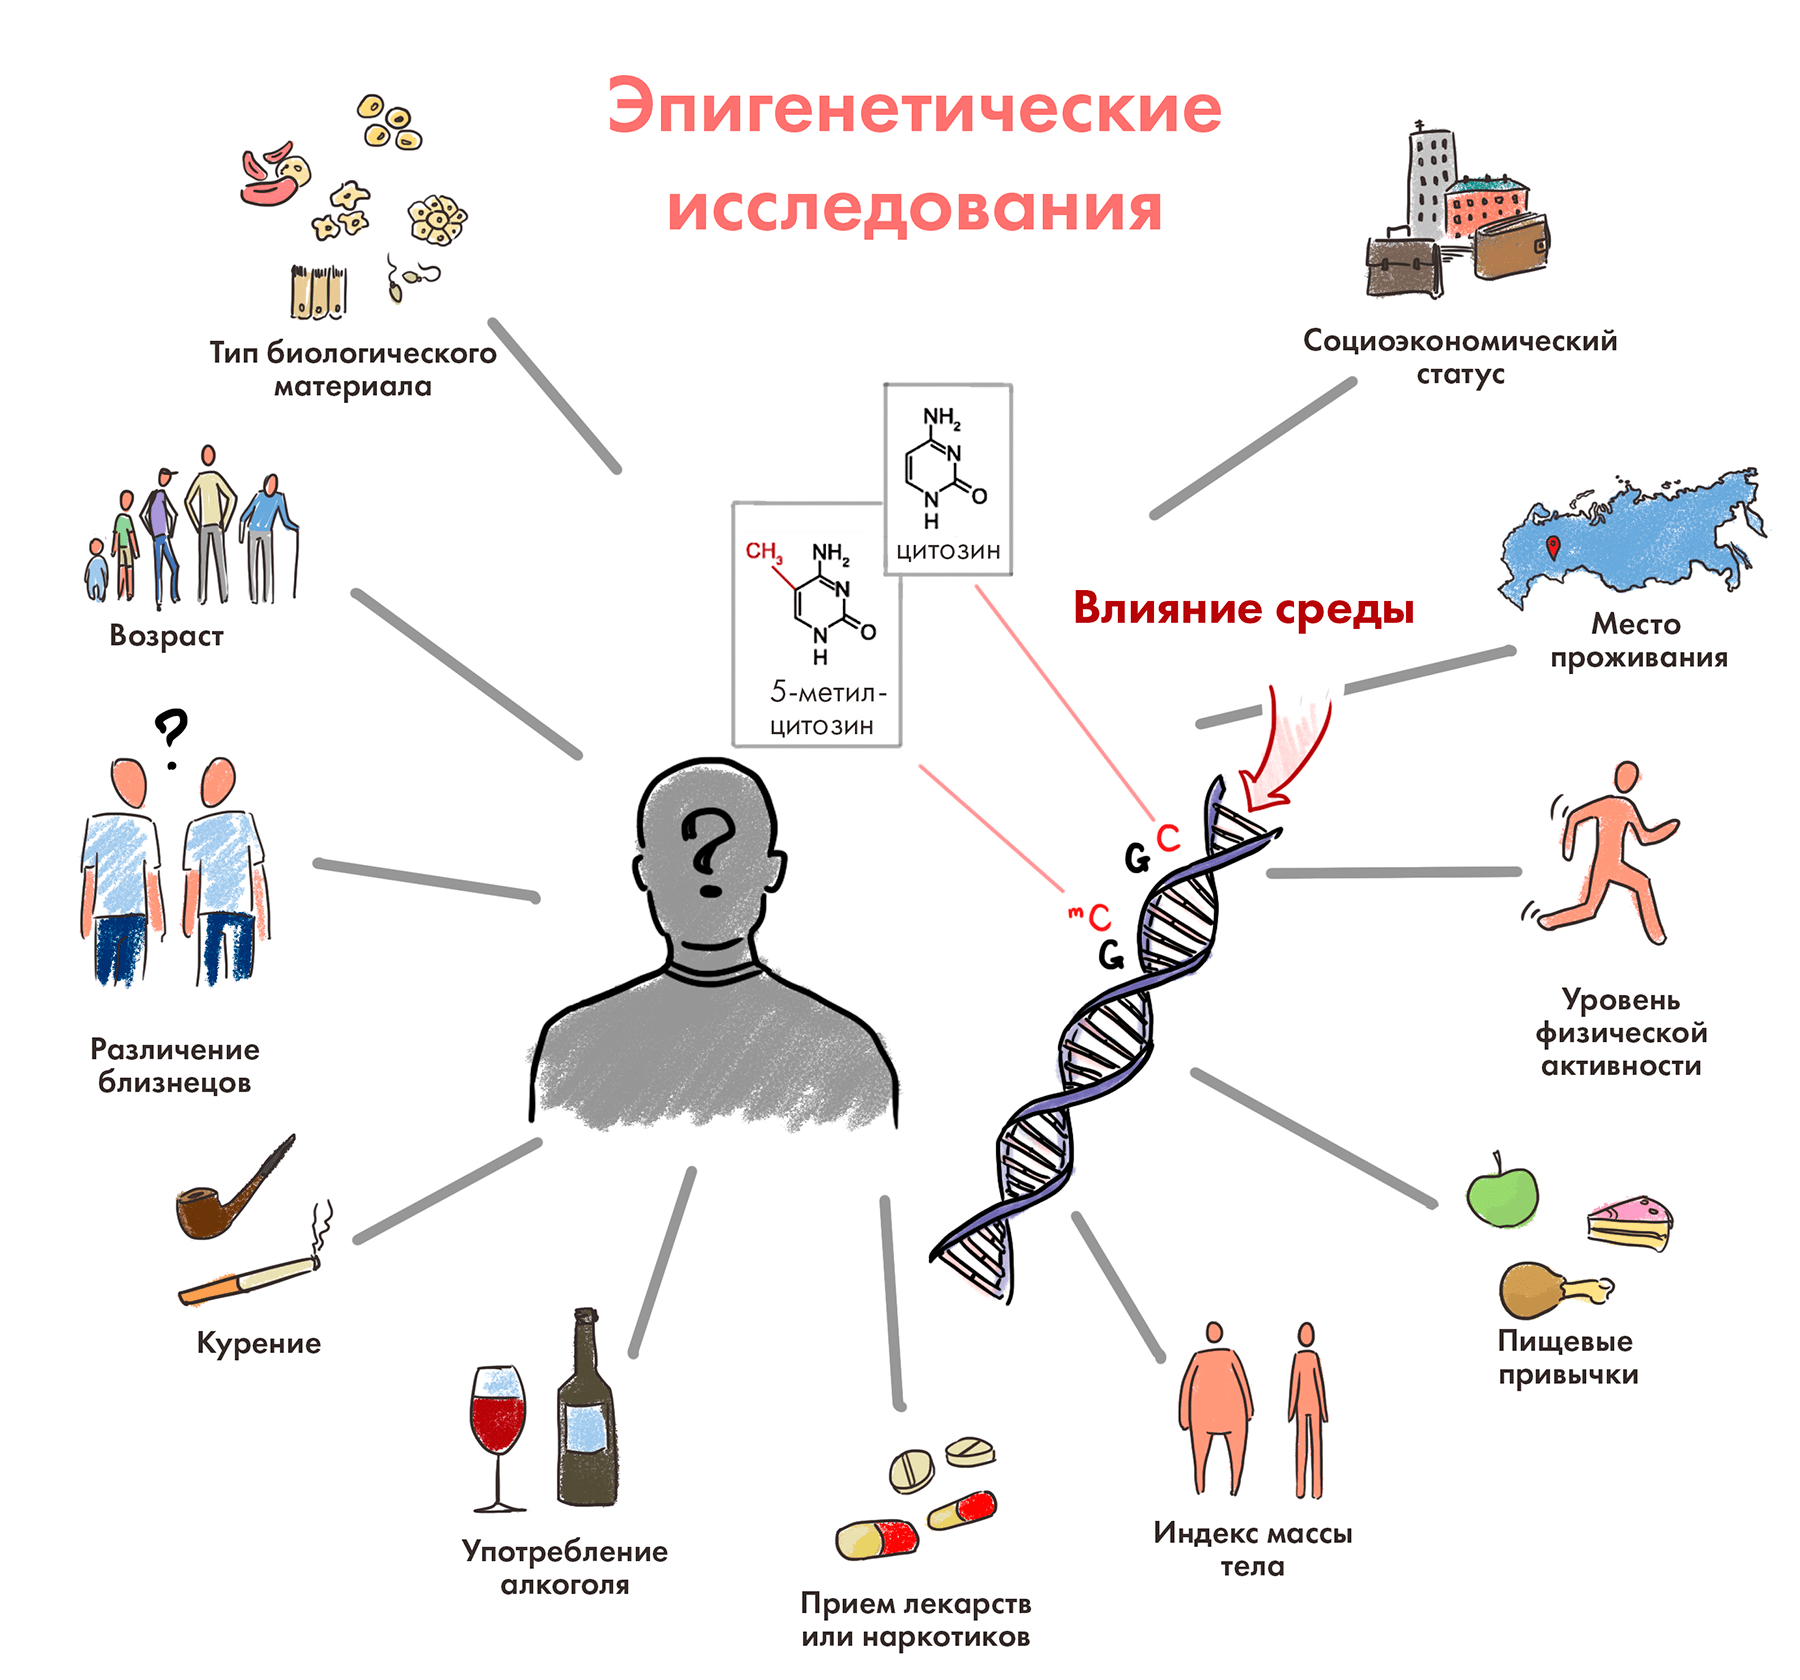 Эпигенетические
исследования
Тип биологического
материала
Социоэкономический
статус
NH2
N
N
H
O
цитозин
CH3
NH2
N
N
H
O
5-метил-
цитозин
Возраст
Влияние среды
Место
проживания
?
?
G C
mC
G
Различение
близнецов
Уровень
физической
активности
Курение
Пищевые
привычки
Употребление
алкоголя
Индекс массы
тела
Прием лекарств
или наркотиков